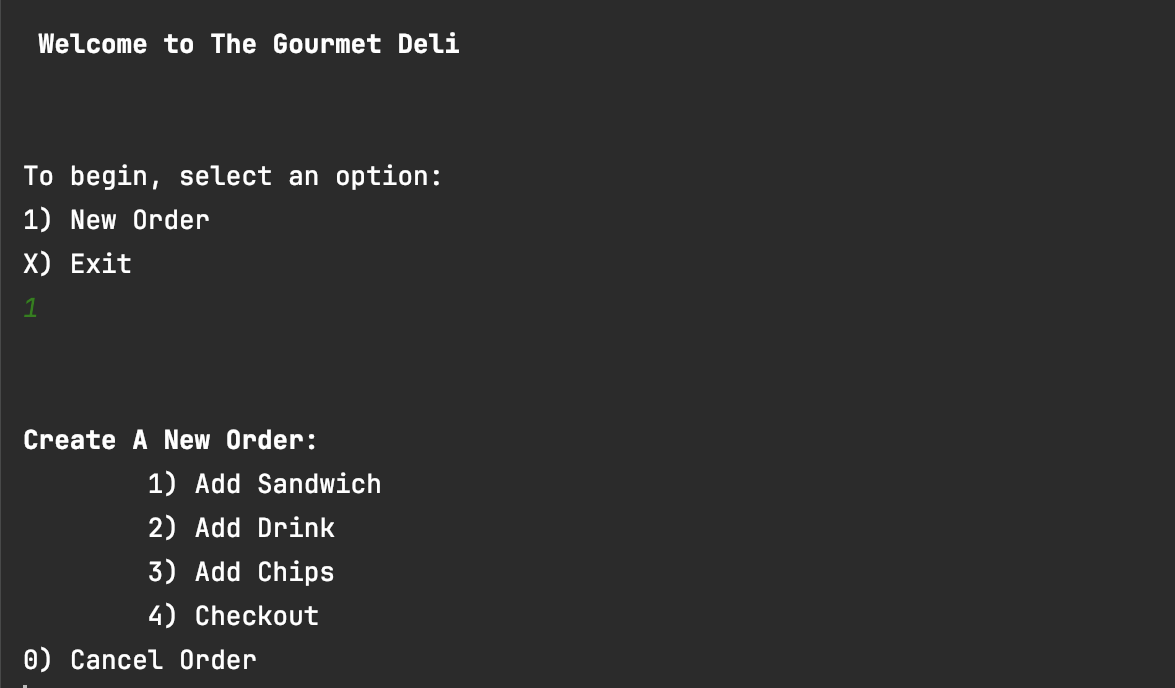 Welcome to The Gourmet Deli
To begin, select an option:
1) New Order
X) Exit
1
Create A New Order:
1) Add Sandwich
2) Add Drink
3) Add Chips
4) Checkout
0) Cancel Order